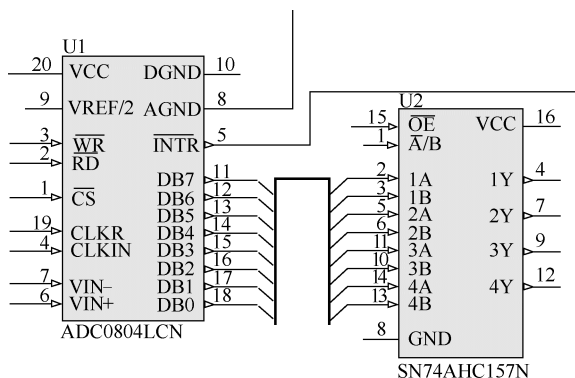 U1
20 VCC DGND 10
9 VREF/2 AGND 8
3 WR INTR 5
2 RD
DB7 11
1 CS DB6 12
DB5 13
19 CLKR DB4 14
4 CLKIN DB3 15
DB2 16
7 VIN− DB1 17
6 VIN+ DB0 18
ADC0804LCN
U2
15 OE VCC 16
1 A/B
2 1A 1Y 4
3 1B
5 2A 2Y 7
6 2B
11 3A 3Y 9
10 3B
14 4A 4Y 12
13 4B
8 GND
SN74AHC157N